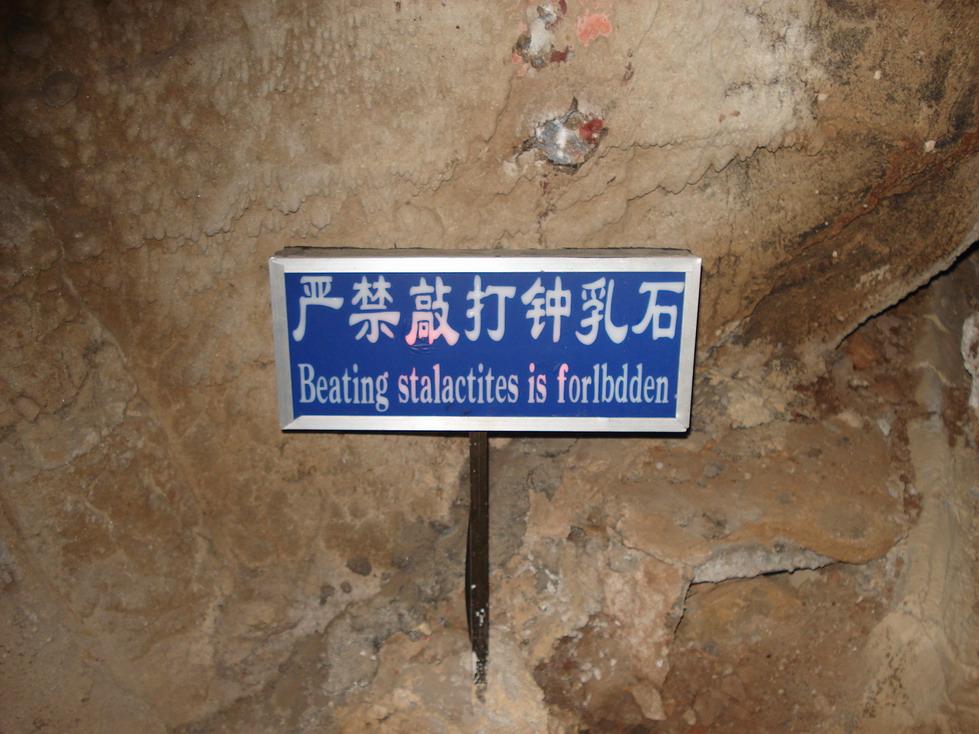 严禁敲打钟乳石
Beating stalactites is forlbdden